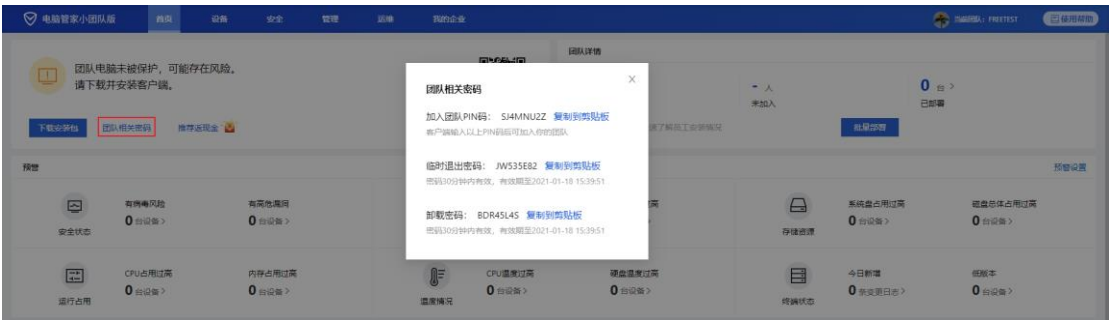 电脑管家小团队版 首页 设备 安全 管理 运维 我的企业
当前团队：FREETEST 使用帮助
团队电脑未被保护，可能存在风险。
请下载并安装客户端。
下载安装包 团队相关密码 推荐返现金
团队详情
- 人
未加入
0 台 >
已部署
了解员工安装情况
批量部署
团队相关密码
加入团队PIN码： SJ4MNU2Z 复制到剪贴板
客户端输入以上PIN码后可加入你的团队
临时退出密码： JW535E82 复制到剪贴板
密码30分钟内有效，有效期至2021-01-18 15:39:51
卸载密码： BDR45L4S 复制到剪贴板
密码30分钟内有效，有效期至2021-01-18 15:39:51
预警 预警设置
安全状态
有病毒风险
0 台设备 >
有高危漏洞
0 台设备 >
存储资源
系统盘占用过高
0 台设备 >
磁盘总体占用过高
0 台设备 >
运行占用
CPU占用过高
0 台设备 >
内存占用过高
0 台设备 >
温度情况
CPU温度过高
0 台设备 >
硬盘温度过高
0 台设备 >
终端状态
今日新增
0 条变更日志 >
低版本
0 台设备 >